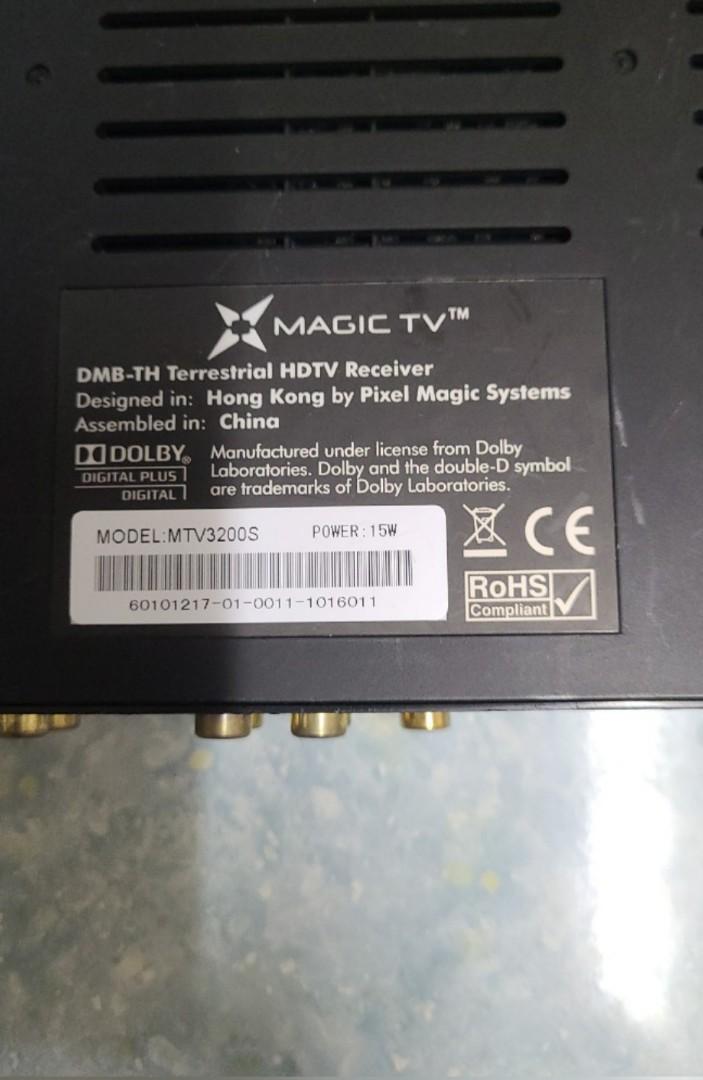 MAGIC TV™
DMB-TH Terrestrial HDTV Receiver
Designed in: Hong Kong by Pixel Magic Systems
Assembled in: China
DOLBY®
DIGITAL PLUS
DIGITAL
Manufactured under license from Dolby
Laboratories. Dolby and the double-D symbol
are trademarks of Dolby Laboratories.
MODEL:MTV3200S POWER:15W
60101217-01-0011-1016011
CE
RoHS
Compliant